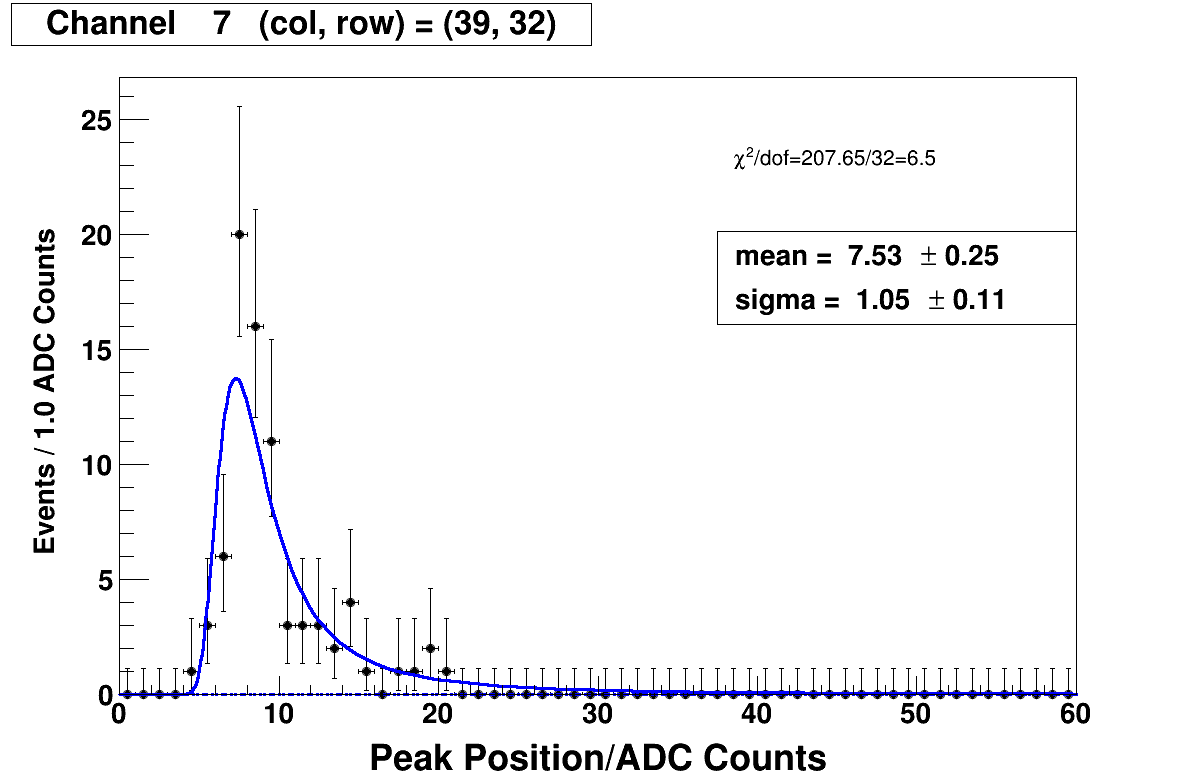 Channel 7 (col, row) = (39, 32)
χ²/dof=207.65/32=6.5
mean = 7.53 ± 0.25
sigma = 1.05 ± 0.11
Events / 1.0 ADC Counts
25
20
15
10
5
0
0 10 20 30 40 50 60
Peak Position/ADC Counts